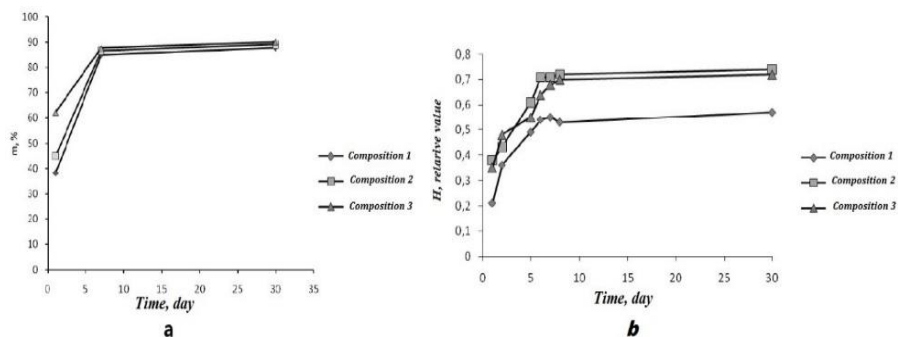 100
90
80
70
60
50
40
30
20
10
0
m, %
0 5 10 15 20 25 30 35
Time, day
Composition 1
Composition 2
Composition 3
a
0,8
0,7
0,6
0,5
0,4
0,3
0,2
0,1
0
H, relarive value
0 5 10 15 20 25 30
Time, day
Composition 1
Composition 2
Composition 3
b